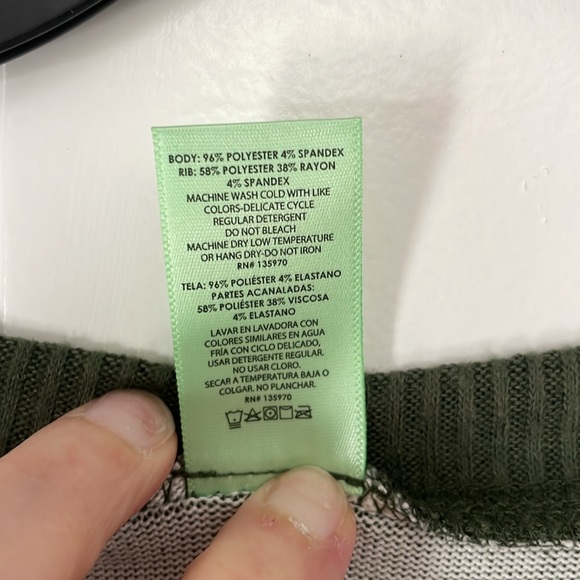 BODY: 96% POLYESTER 4% SPANDEX
RIB: 58% POLYESTER 38% RAYON
4% SPANDEX
MACHINE WASH COLD WITH LIKE
COLORS-DELICATE CYCLE
REGULAR DETERGENT
DO NOT BLEACH
MACHINE DRY LOW TEMPERATURE
OR HANG DRY-DO NOT IRON
RN# 135970
TELA: 96% POLIÉSTER 4% ELASTANO
PARTES ACANALADAS:
58% POLIÉSTER 38% VISCOSA
4% ELASTANO
LAVAR EN LAVADORA CON
COLORES SIMILARES EN AGUA
FRÍA CON CICLO DELICADO,
USAR DETERGENTE REGULAR.
NO USAR CLORO.
SECAR A TEMPERATURA BAJA O
COLGAR. NO PLANCHAR.
RN# 135970